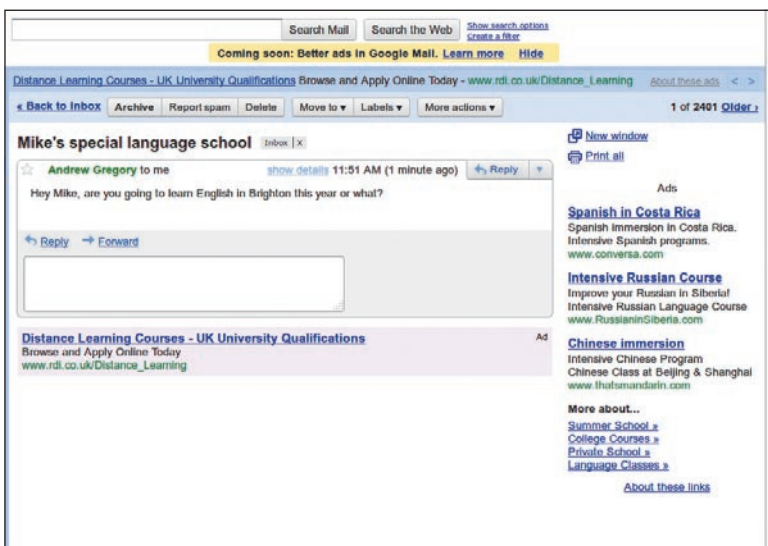 Search Mail Search the Web Show search options
Create a filter
Coming soon: Better ads in Google Mail. Learn more Hide
Distance Learning Courses - UK University Qualifications Browse and Apply Online Today - www.rdi.co.uk/Distance_Learning About these ads < >
« Back to Inbox Archive Report spam Delete Move to ▾ Labels ▾ More actions ▾ 1 of 2401 Older ›
Mike's special language school Inbox X
New window
Print all
Andrew Gregory to me show details 11:51 AM (1 minute ago) Reply
Hey Mike, are you going to learn English in Brighton this year or what?
Reply Forward
Distance Learning Courses - UK University Qualifications Ad
Browse and Apply Online Today
www.rdi.co.uk/Distance_Learning
Ads
Spanish in Costa Rica
Spanish immersion in Costa Rica.
Intensive Spanish programs.
www.conversa.com
Intensive Russian Course
Improve your Russian in Siberia!
Intensive Russian Language Course
www.RussianinSiberia.com
Chinese immersion
Intensive Chinese Program
Chinese Class at Beijing & Shanghai
www.thatsmandarin.com
More about...
Summer School »
College Courses »
Private School »
Language Classes »
About these links